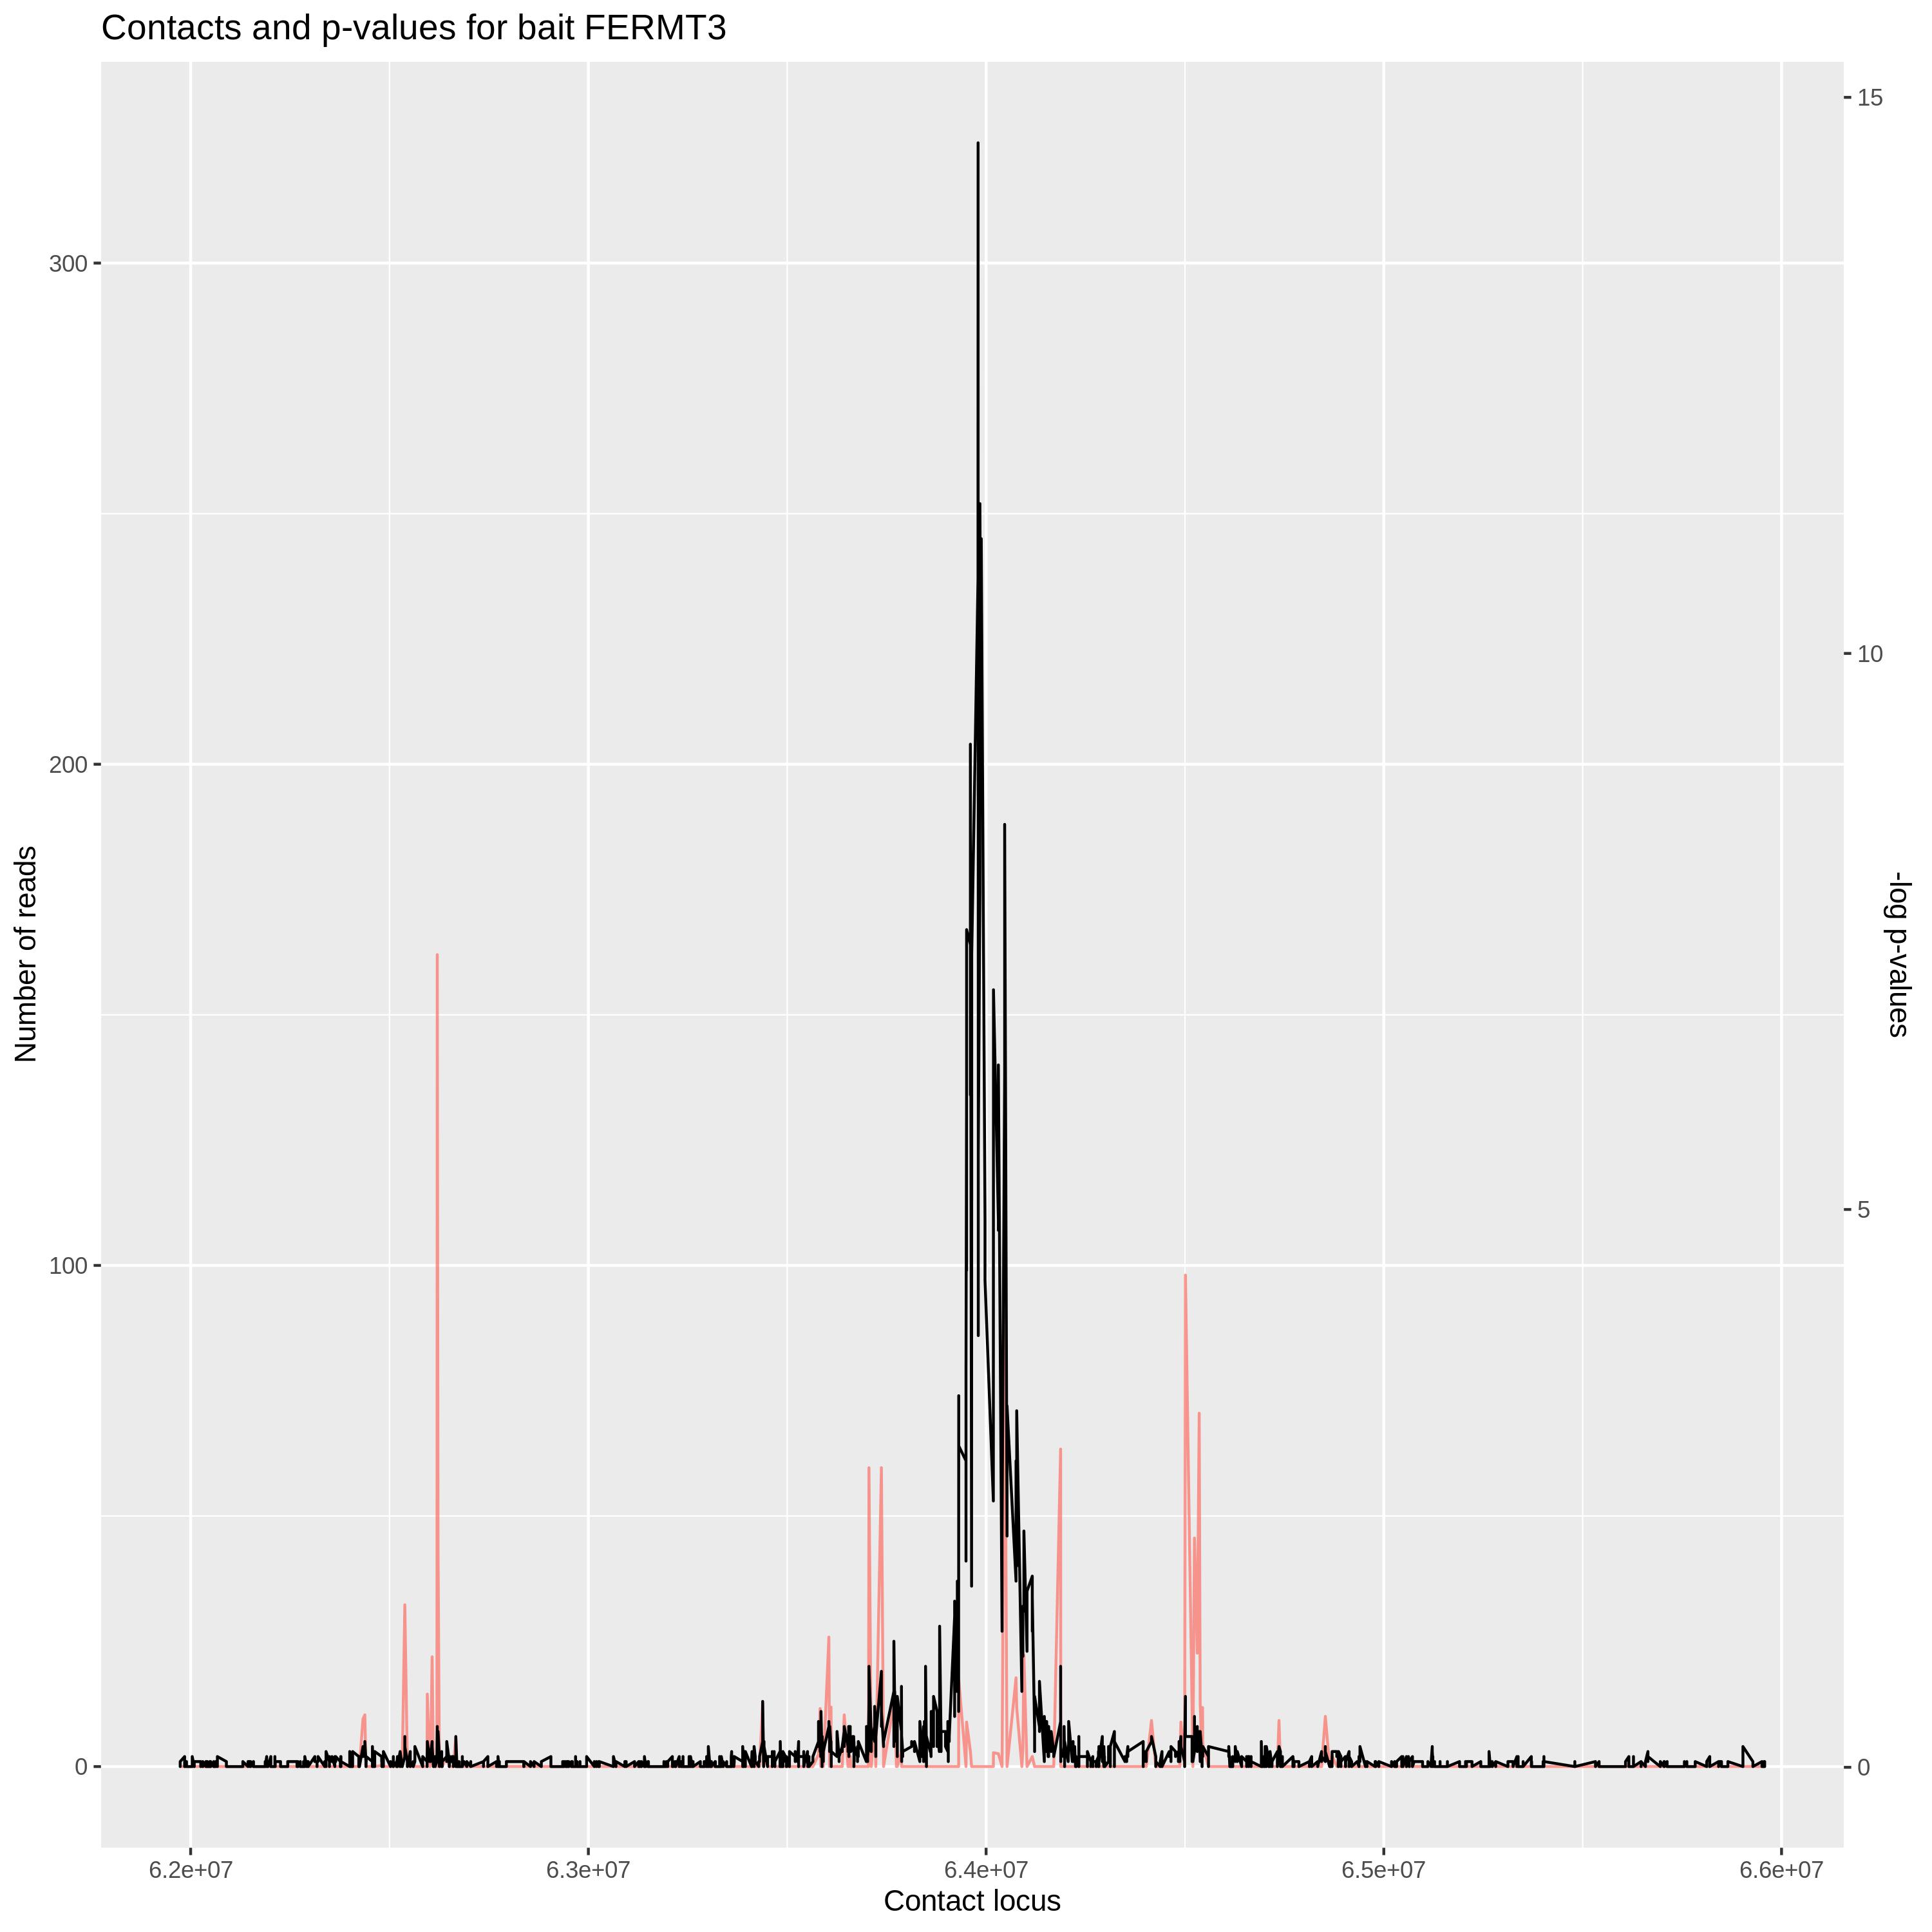 Contacts and p-values for bait FERMT3
300
200
100
0
Number of reads
15
10
5
0
-log p-values
6.2e+07
6.3e+07
6.4e+07
6.5e+07
6.6e+07
Contact locus